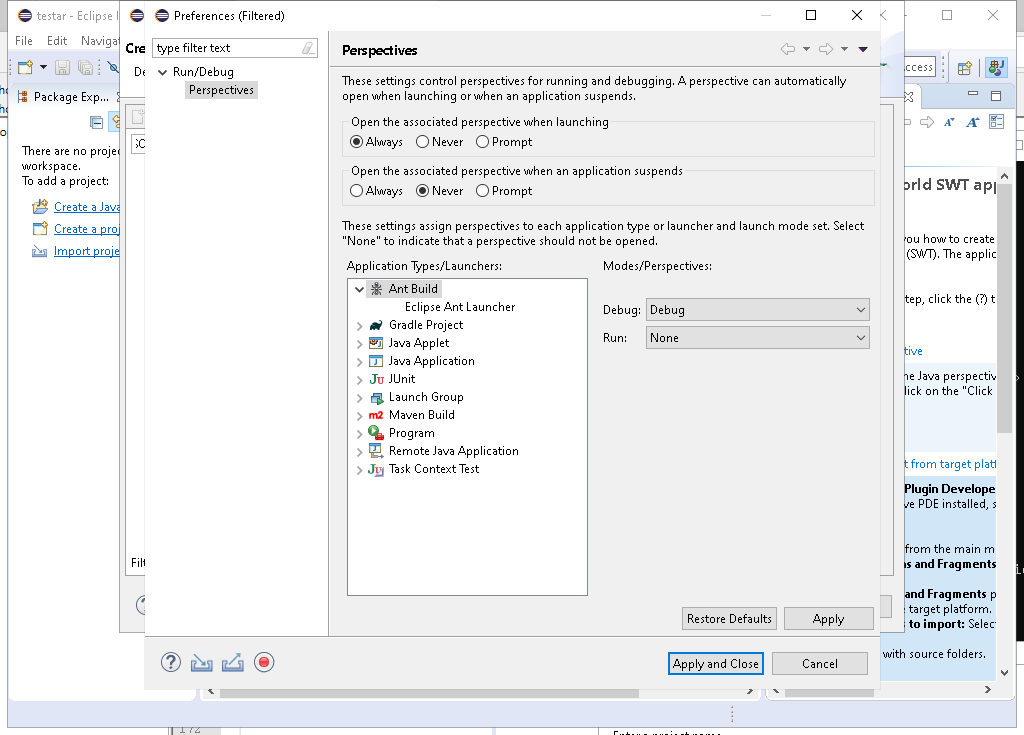 testar - Eclipse I
File Edit Naviga
Package Exp...
There are no proje
workspace.
To add a project:
Create a Java
Create a proj
Import proje
Cre
De
Filt
Preferences (Filtered)
type filter text
Run/Debug
Perspectives
Perspectives
These settings control perspectives for running and debugging. A perspective can automatically
open when launching or when an application suspends.
Open the associated perspective when launching
Always Never Prompt
Open the associated perspective when an application suspends
Always Never Prompt
These settings assign perspectives to each application type or launcher and launch mode set. Select
"None" to indicate that a perspective should not be opened.
Application Types/Launchers: Modes/Perspectives:
Ant Build
Eclipse Ant Launcher
Gradle Project
Java Applet
Java Application
JUnit
Launch Group
Maven Build
Program
Remote Java Application
Task Context Test
Debug: Debug
Run: None
Restore Defaults Apply
Apply and Close Cancel
ccess
orld SWT app
you how to create
(SWT). The applic
tep, click the (?) t
tive
he Java perspectiv
lick on the "Click
t from target platt
Plugin Develope
ve PDE installed, s
from the main m
s and Fragments
and Fragments p
target platform.
to import: Selec
with source folders.
172
Enter a project name